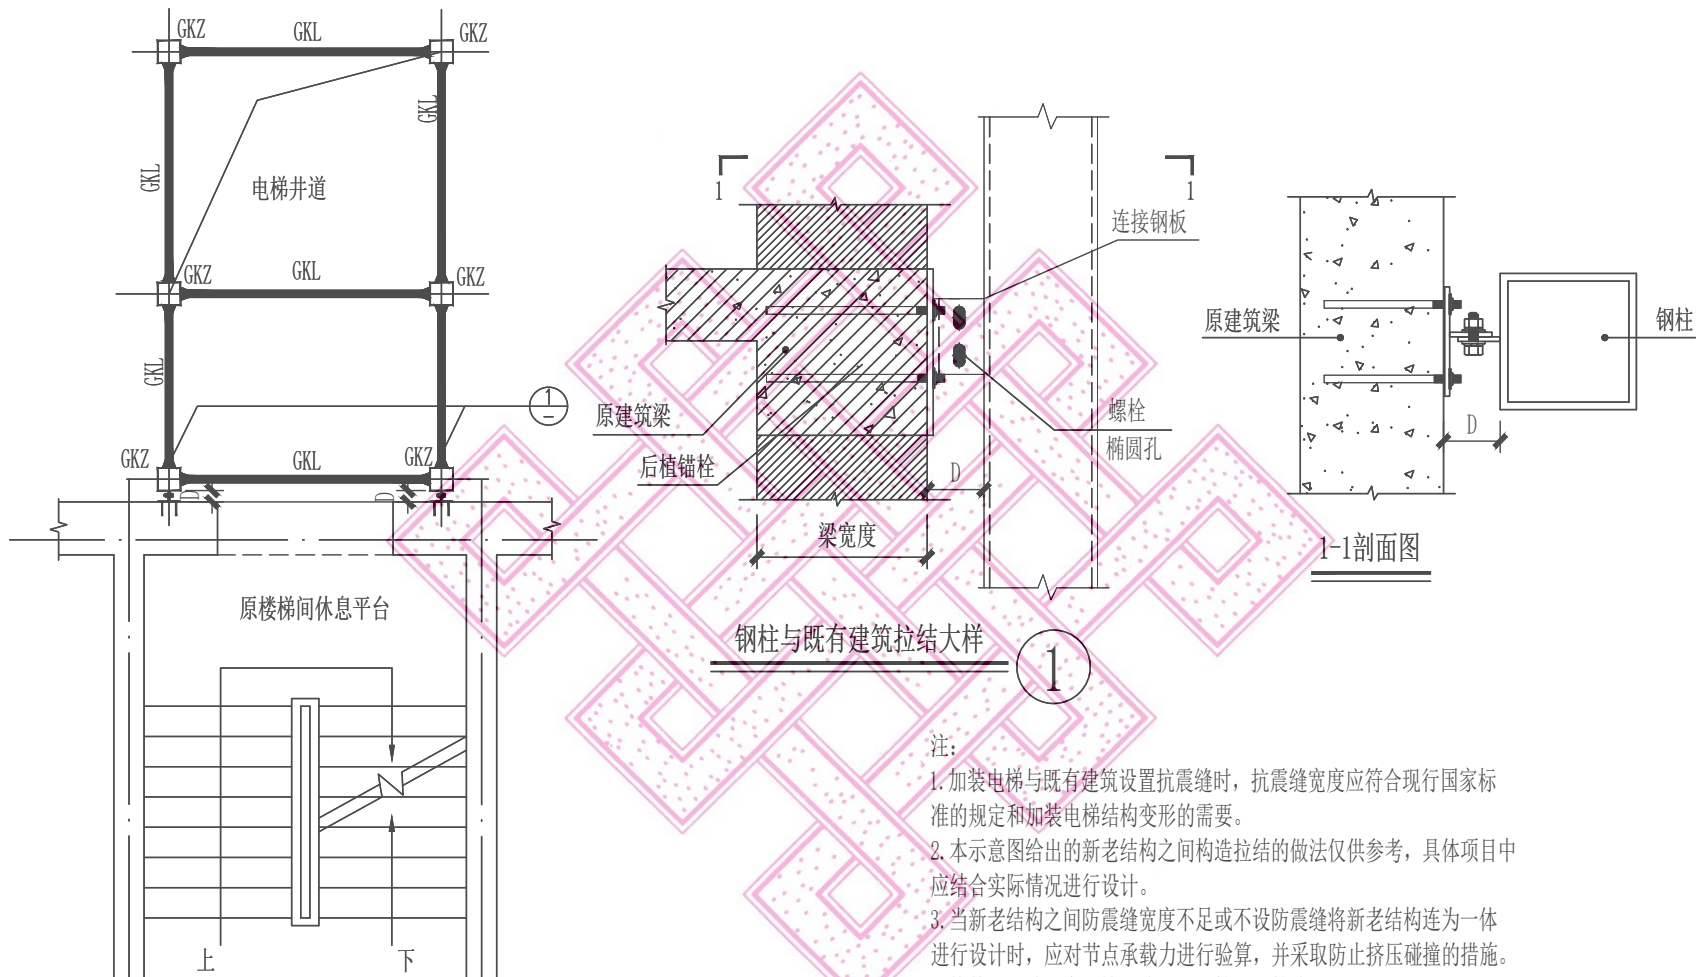 GKZ
GKL
GKZ
GKL
GKL
电梯井道
GKZ
GKL
GKZ
GKL
1
-
GKZ
GKL
GKZ
D
D
原楼梯间休息平台
上
下
1
1
连接钢板
原建筑梁
后植锚栓
螺栓
椭圆孔
D
梁宽度
钢柱与既有建筑拉结大样
1
原建筑梁
钢柱
D
1-1剖面图
注：
1.加装电梯与既有建筑设置抗震缝时，抗震缝宽度应符合现行国家标
准的规定和加装电梯结构变形的需要。
2.本示意图给出的新老结构之间构造拉结的做法仅供参考，具体项目中
应结合实际情况进行设计。
3.当新老结构之间防震缝宽度不足或不设防震缝将新老结构连为一体
进行设计时，应对节点承载力进行验算，并采取防止挤压碰撞的措施。